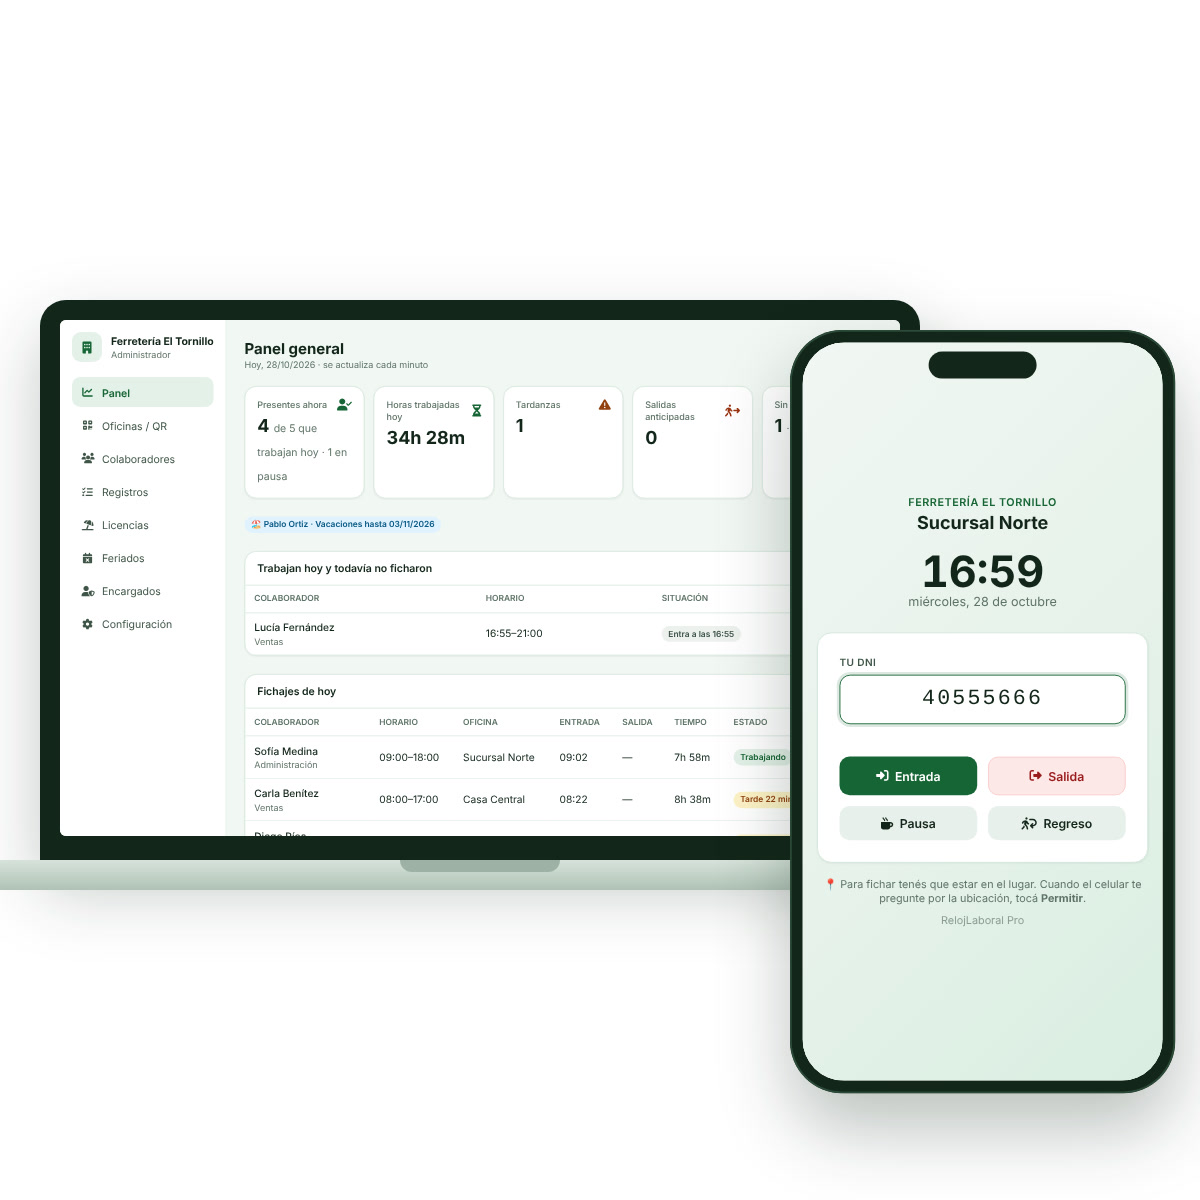 Ferretería El Tornillo
Administrador
Panel
Oficinas / QR
Colaboradores
Registros
Licencias
Feriados
Encargados
Configuración
Panel general
Hoy, 28/10/2026 · se actualiza cada minuto
Presentes ahora
4 de 5 que
trabajan hoy · 1 en
pausa
Horas trabajadas
hoy
34h 28m
Tardanzas
1
Salidas
anticipadas
0
Sin
1
Pablo Ortiz · Vacaciones hasta 03/11/2026
Trabajan hoy y todavía no ficharon
COLABORADOR HORARIO SITUACIÓN
Lucía Fernández 16:55–21:00 Entra a las 16:55
Ventas
Fichajes de hoy
COLABORADOR HORARIO OFICINA ENTRADA SALIDA TIEMPO ESTADO
Sofía Medina 09:00–18:00 Sucursal Norte 09:02 — 7h 58m Trabajando
Administración
Carla Benítez 08:00–17:00 Casa Central 08:22 — 8h 38m Tarde 22 min
Ventas
FERRETERÍA EL TORNILLO
Sucursal Norte
16:59
miércoles, 28 de octubre
TU DNI
40555666
Entrada
Salida
Pausa
Regreso
Para fichar tenés que estar en el lugar. Cuando el celular te
pregunte por la ubicación, tocá Permitir.
RelojLaboral Pro